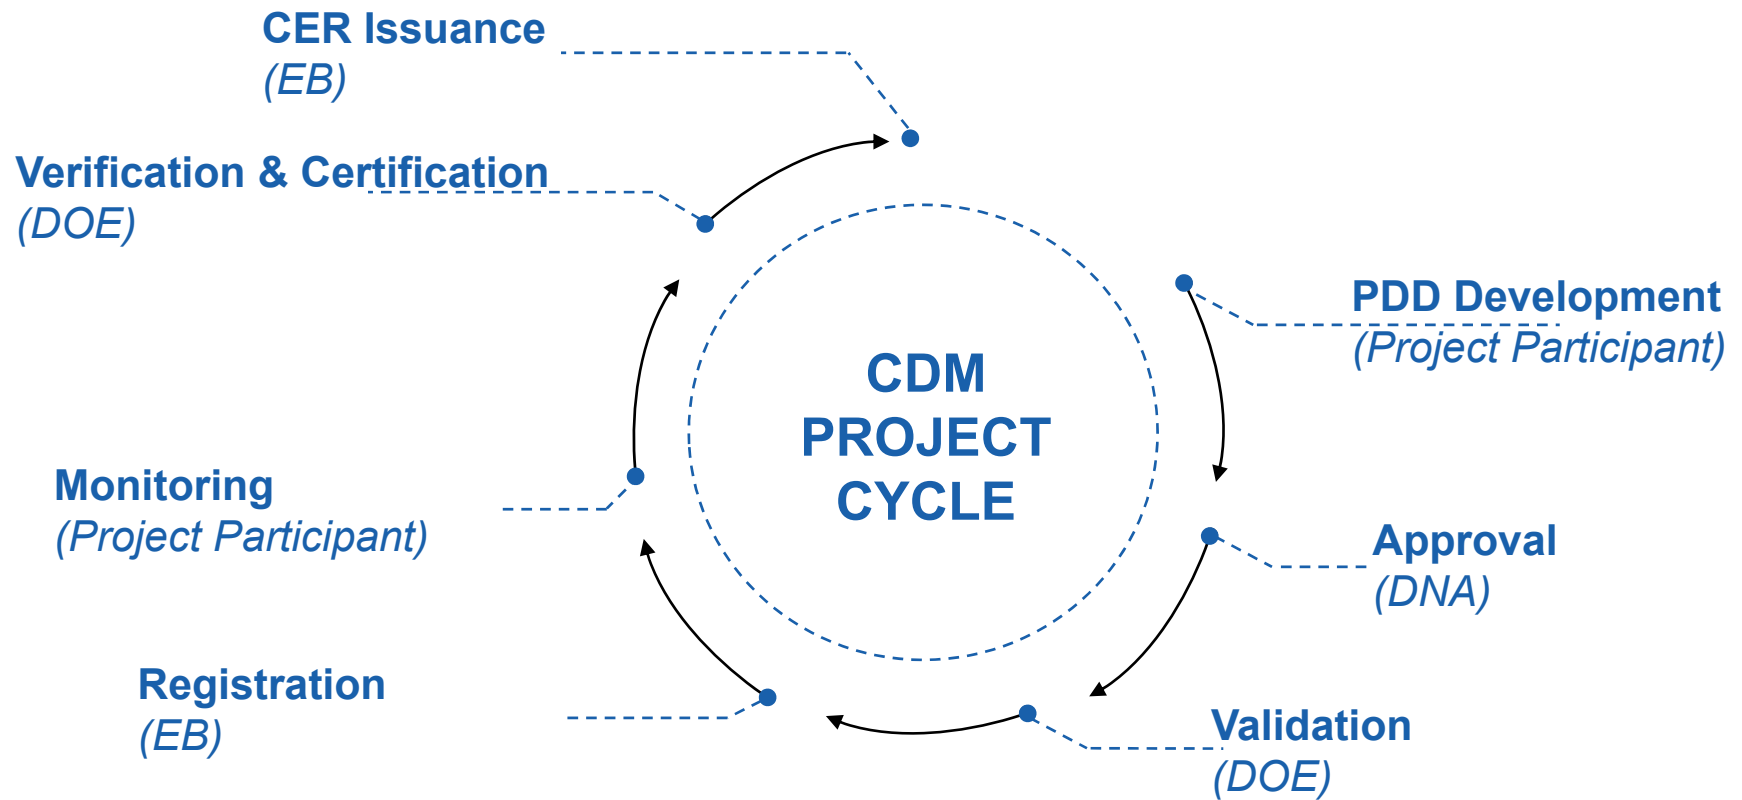 CER Issuance
(EB)
Verification & Certification
(DOE)
PDD Development
(Project Participant)
CDM
PROJECT
CYCLE
Monitoring
(Project Participant)
Approval
(DNA)
Registration
(EB)
Validation
(DOE)